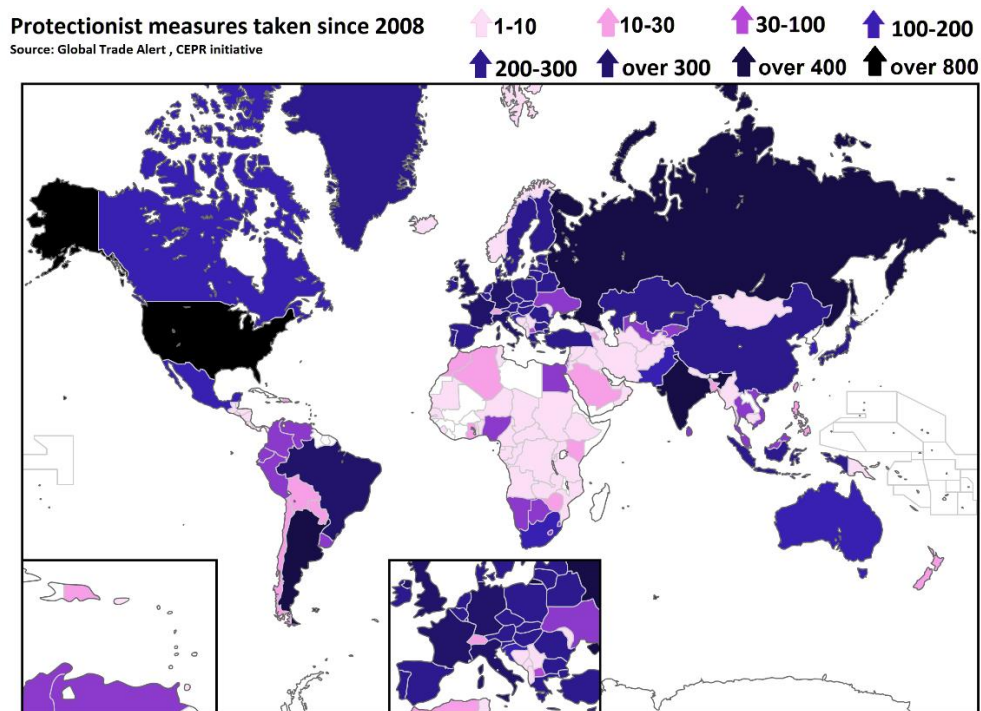 Protectionist measures taken since 2008
Source: Global Trade Alert , CEPR initiative
1-10 10-30 30-100 100-200
200-300 over 300 over 400 over 800